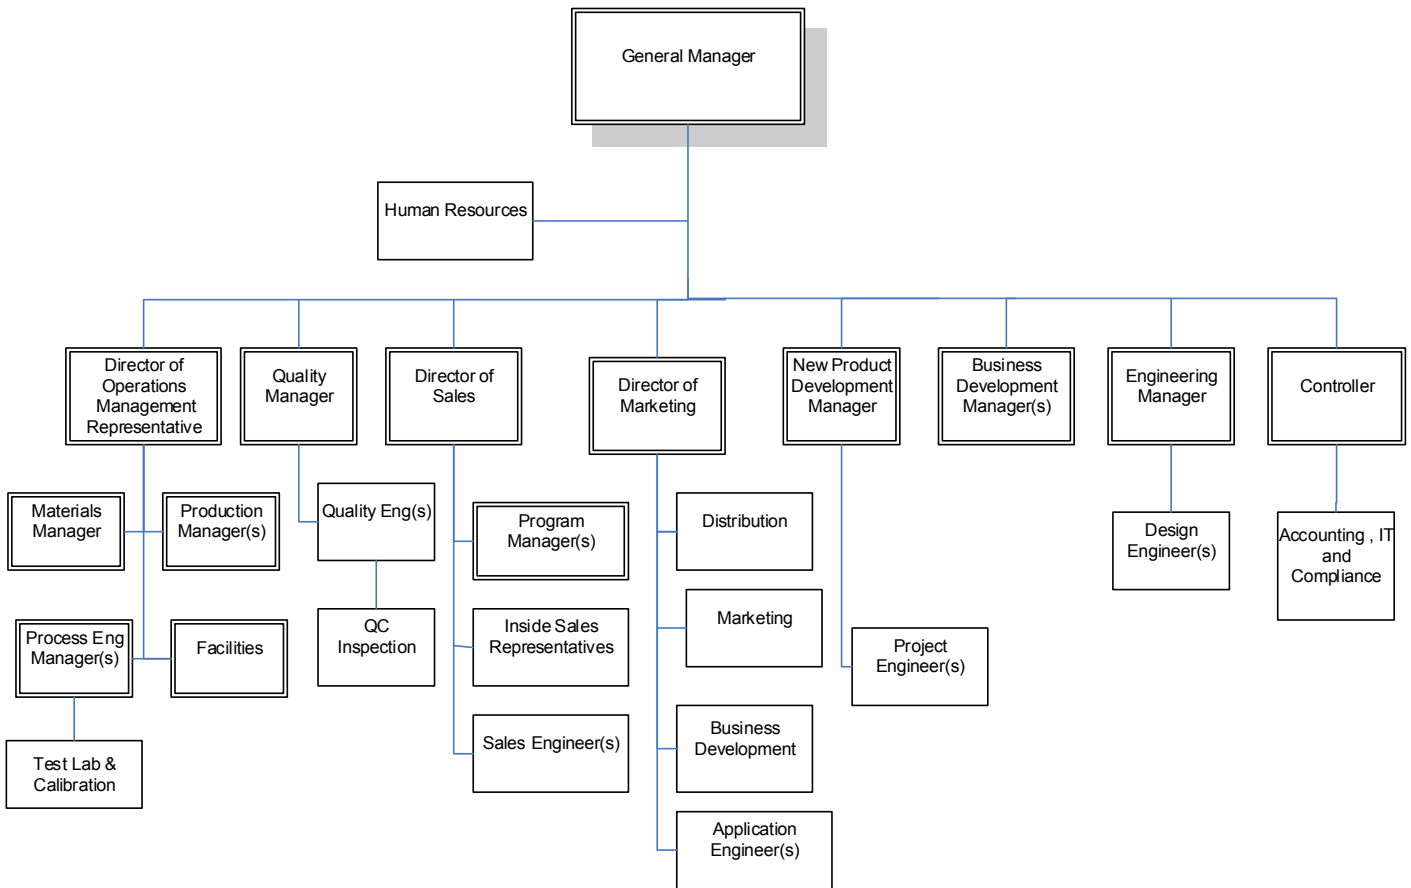 General Manager
Human Resources
Director of
Operations
Management
Representative
Quality
Manager
Director of
Sales
Director of
Marketing
New Product
Development
Manager
Business
Development
Manager(s)
Engineering
Manager
Controller
Materials
Manager
Production
Manager(s)
Quality Eng(s)
Program
Manager(s)
Distribution
Design
Engineer(s)
Accounting , IT
and
Compliance
Process Eng
Manager(s)
Facilities
QC
Inspection
Inside Sales
Representatives
Marketing
Project
Engineer(s)
Test Lab &
Calibration
Sales Engineer(s)
Business
Development
Application
Engineer(s)